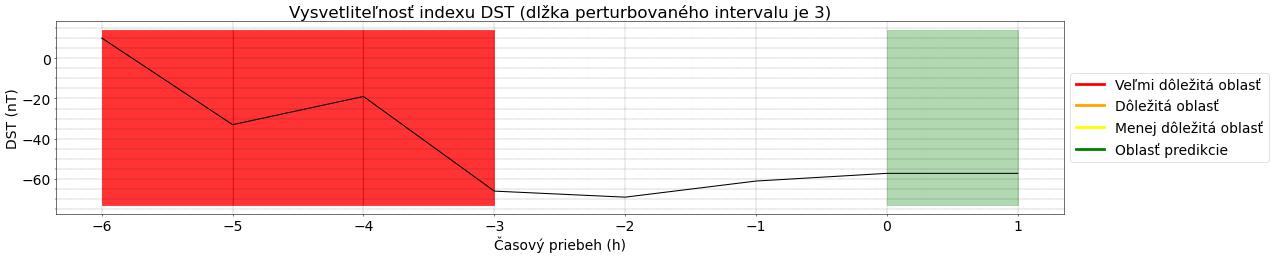 Vysvetliteľnosť indexu DST (dĺžka perturbovaného intervalu je 3)
DST (nT)
0
−20
−40
−60
−6
−5
−4
−3
−2
−1
0
1
Časový priebeh (h)
Veľmi dôležitá oblasť
Dôležitá oblasť
Menej dôležitá oblasť
Oblasť predikcie